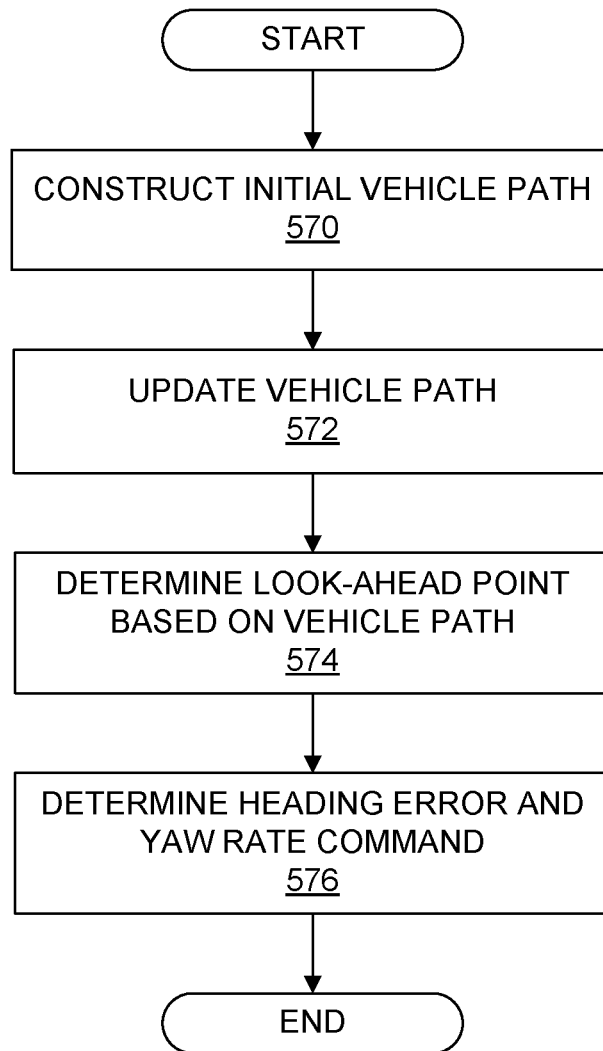 START
CONSTRUCT INITIAL VEHICLE PATH
570
UPDATE VEHICLE PATH
572
DETERMINE LOOK-AHEAD POINT
BASED ON VEHICLE PATH
574
DETERMINE HEADING ERROR AND
YAW RATE COMMAND
576
END